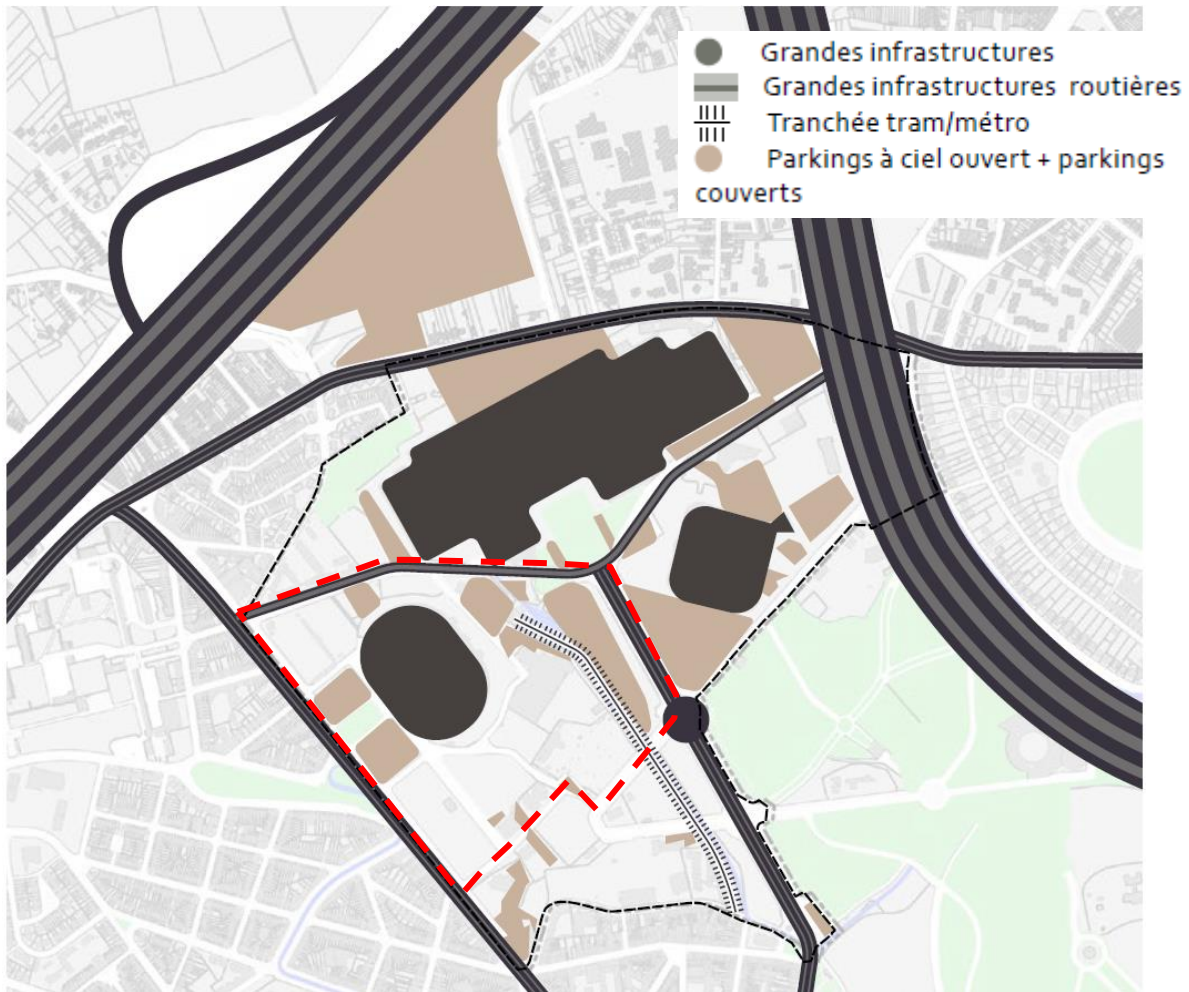 Grandes infrastructures
Grandes infrastructures routières
Tranchée tram/métro
Parkings à ciel ouvert + parkings
couverts